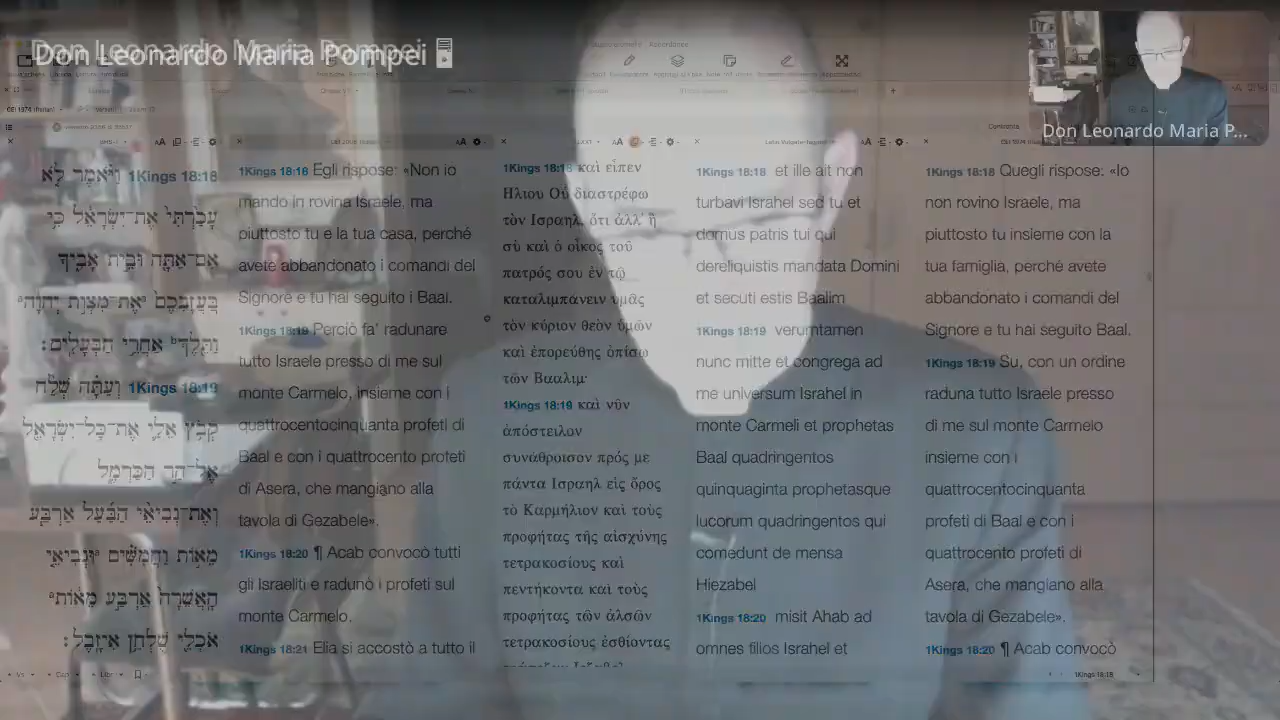 Don Leonardo Maria Pompei
Don Leonardo Maria P...
1Kings 18:18 וַיֹּ֗אמֶר לֹ֤א
עָכַ֙רְתִּי֙ אֶת־יִשְׂרָאֵ֔ל כִּ֥י
אִם־אַתָּ֖ה וּבֵ֣ית אָבִ֑יךָ
בַּֽעֲזָבְכֶם֙ אֶת־מִצְוֺ֣ת יְהוָ֔ה
וַתֵּ֖לֶךְ אַחֲרֵ֥י הַבְּעָלִֽים׃
1Kings 18:19 וְעַתָּ֗ה שְׁלַ֨ח
קְבֹ֥ץ אֵלַ֛י אֶת־כָּל־יִשְׂרָאֵ֖ל
אֶל־הַ֣ר הַכַּרְמֶ֑ל
וְאֶת־נְבִיאֵ֨י הַבַּ֜עַל אַרְבַּ֧ע
מֵא֣וֹת וַחֲמִשִּׁ֗ים וּנְבִיאֵ֤י
הָֽאֲשֵׁרָה֙ אַרְבַּ֣ע מֵא֔וֹת
אֹכְלֵ֖י שֻׁלְחַ֥ן אִיזָֽבֶל׃
1Kings 18:18 Egli rispose: «Non io
mando in rovina Israele, ma
piuttosto tu e la tua casa, perché
avete abbandonato i comandi del
Signore e tu hai seguito i Baal.
1Kings 18:19 Perciò fa' radunare
tutto Israele presso di me sul
monte Carmelo, insieme con i
quattrocentocinquanta profeti di
Baal e con i quattrocento profeti
di Asera, che mangiano alla
tavola di Gezabele».
1Kings 18:20 ¶ Acab convocò tutti
gli Israeliti e radunò i profeti sul
monte Carmelo.
1Kings 18:21 Elia si accostò a tutto il
1Kings 18:18 καὶ εἶπεν
Ηλιου Οὐ διαστρέφω
τὸν Ισραηλ, ὅτι ἀλλ᾽ ἢ
σὺ καὶ ὁ οἶκος τοῦ
πατρός σου ἐν τῷ
καταλιμπάνειν ὑμᾶς
τὸν κύριον θεὸν ὑμῶν
καὶ ἐπορεύθης ὀπίσω
τῶν Βααλιμ·
1Kings 18:19 καὶ νῦν
ἀπόστειλον
συνάθροισον πρός με
πάντα Ισραηλ εἰς ὄρος
τὸ Καρμήλιον καὶ τοὺς
προφήτας τῆς αἰσχύνης
τετρακοσίους καὶ
πεντήκοντα καὶ τοὺς
προφήτας τῶν ἀλσῶν
τετρακοσίους ἐσθίοντας
1Kings 18:18 et ille ait non
turbavi Israhel sed tu et
domus patris tui qui
dereliquistis mandata Domini
et secuti estis Baalim
1Kings 18:19 verumtamen
nunc mitte et congrega ad
me universum Israhel in
monte Carmeli et prophetas
Baal quadringentos
quinquaginta prophetasque
lucorum quadringentos qui
comedunt de mensa
Hiezabel
1Kings 18:20 misit Ahab ad
omnes filios Israhel et
1Kings 18:18 Quegli rispose: «Io
non rovino Israele, ma
piuttosto tu insieme con la
tua famiglia, perché avete
abbandonato i comandi del
Signore e tu hai seguito Baal.
1Kings 18:19 Su, con un ordine
raduna tutto Israele presso
di me sul monte Carmelo
insieme con i
quattrocentocinquanta
profeti di Baal e con i
quattrocento profeti di
Asera, che mangiano alla
tavola di Gezabele».
1Kings 18:20 ¶ Acab convocò
1Kings 18:18